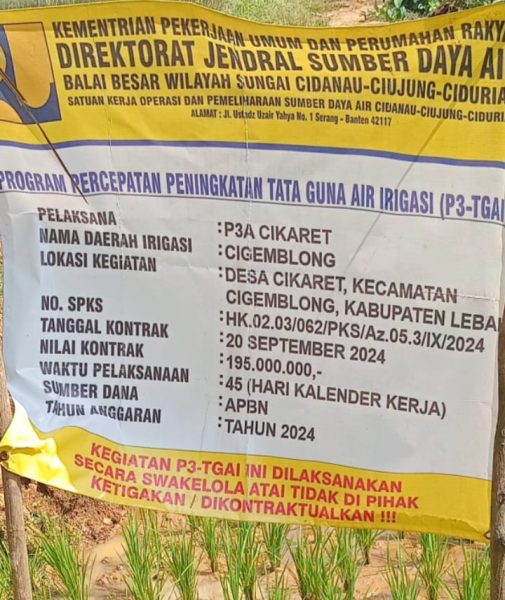 KEMENTRIAN PEKERJAAN UMUM DAN PERUMAHAN RAKYA
DIREKTORAT JENDRAL SUMBER DAYA AI
BALAI BESAR WILAYAH SUNGAI CIDANAU-CIUJUNG-CIDURIA
SATUAN KERJA OPERASI DAN PEMELIHARAAN SUMBER DAYA AIR CIDANAU-CIUJUNG-CIDURI
ALAMAT : Jl. Ustadz Uzair Yahya No. 1 Serang - Banten 42117
PROGRAM PERCEPATAN PENINGKATAN TATA GUNA AIR IRIGASI (P3-TGAI
PELAKSANA : P3A CIKARET
NAMA DAERAH IRIGASI : CIGEMBLONG
LOKASI KEGIATAN : DESA CIKARET, KECAMATAN
CIGEMBLONG, KABUPATEN LEBA
NO. SPKS : HK.02.03/062/PKS/Az.05.3/IX/2024
TANGGAL KONTRAK : 20 SEPTEMBER 2024
NILAI KONTRAK : 195.000.000,-
WAKTU PELAKSANAAN : 45 (HARI KALENDER KERJA)
SUMBER DANA : APBN
TAHUN ANGGARAN : TAHUN 2024
KEGIATAN P3-TGAI INI DILAKSANAKAN
SECARA SWAKELOLA ATAI TIDAK DI PIHAK
KETIGAKAN / DIKONTRAKTUALKAN !!!